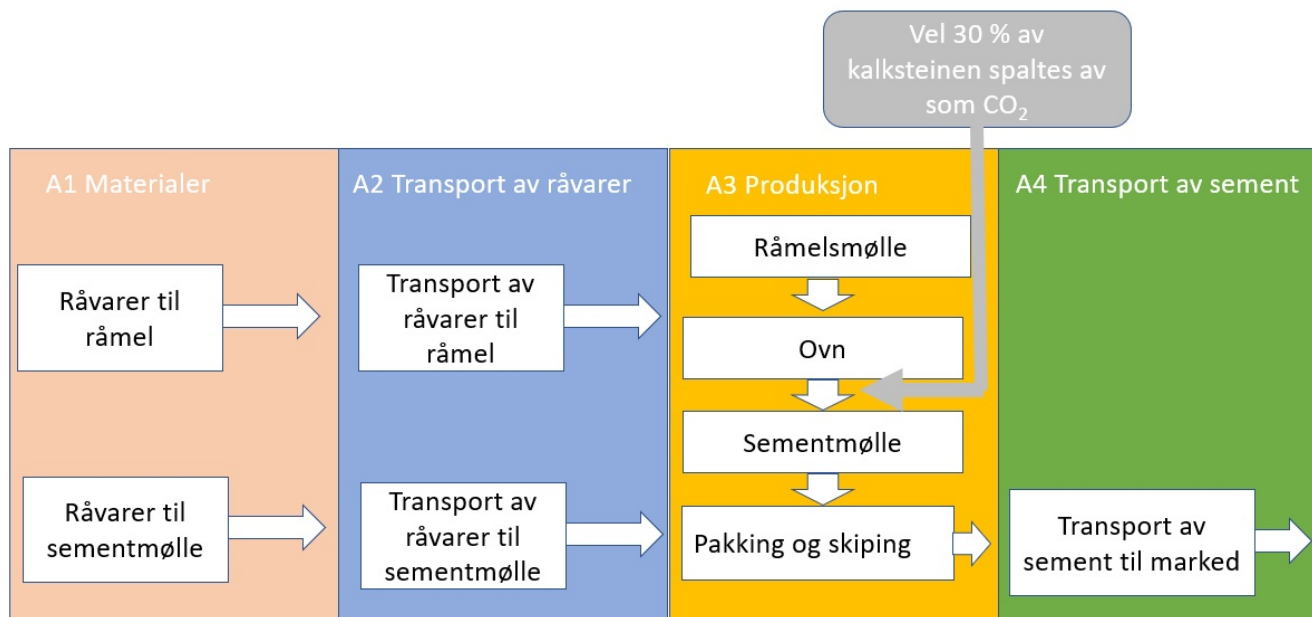 Vel 30 % av
kalksteinen spaltes av
som CO₂
A1 Materialer
Råvarer til
råmel
Råvarer til
sementmølle
A2 Transport av råvarer
Transport av
råvarer til
råmel
Transport av
råvarer til
sementmølle
A3 Produksjon
Råmelsmølle
Ovn
Sementmølle
Pakking og skiping
A4 Transport av sement
Transport av
sement til marked